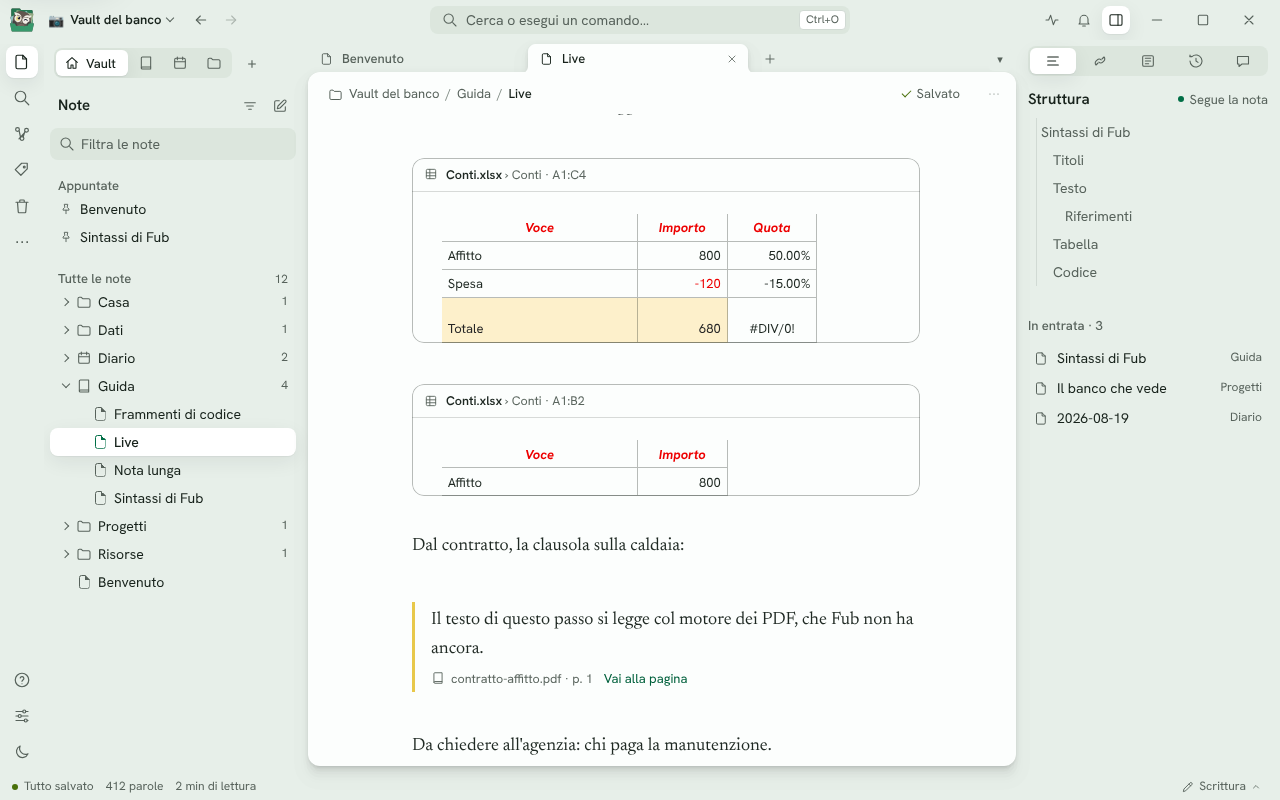 Vault del banco
Cerca o esegui un comando...
Ctrl+O
Vault
Benvenuto
Live
Note
Filtra le note
Appuntate
Benvenuto
Sintassi di Fub
Tutte le note 12
Casa 1
Dati 1
Diario 2
Guida 4
Frammenti di codice
Live
Nota lunga
Sintassi di Fub
Progetti 1
Risorse 1
Benvenuto
Vault del banco / Guida / Live
Salvato
Conti.xlsx › Conti · A1:C4
Voce Importo Quota
Affitto 800 50.00%
Spesa -120 -15.00%
Totale 680 #DIV/0!
Conti.xlsx › Conti · A1:B2
Voce Importo
Affitto 800
Dal contratto, la clausola sulla caldaia:
Il testo di questo passo si legge col motore dei PDF, che Fub non ha
ancora.
contratto-affitto.pdf · p. 1 Vai alla pagina
Da chiedere all'agenzia: chi paga la manutenzione.
Struttura
Segue la nota
Sintassi di Fub
Titoli
Testo
Riferimenti
Tabella
Codice
In entrata · 3
Sintassi di Fub Guida
Il banco che vede Progetti
2026-08-19 Diario
Tutto salvato 412 parole 2 min di lettura
Scrittura